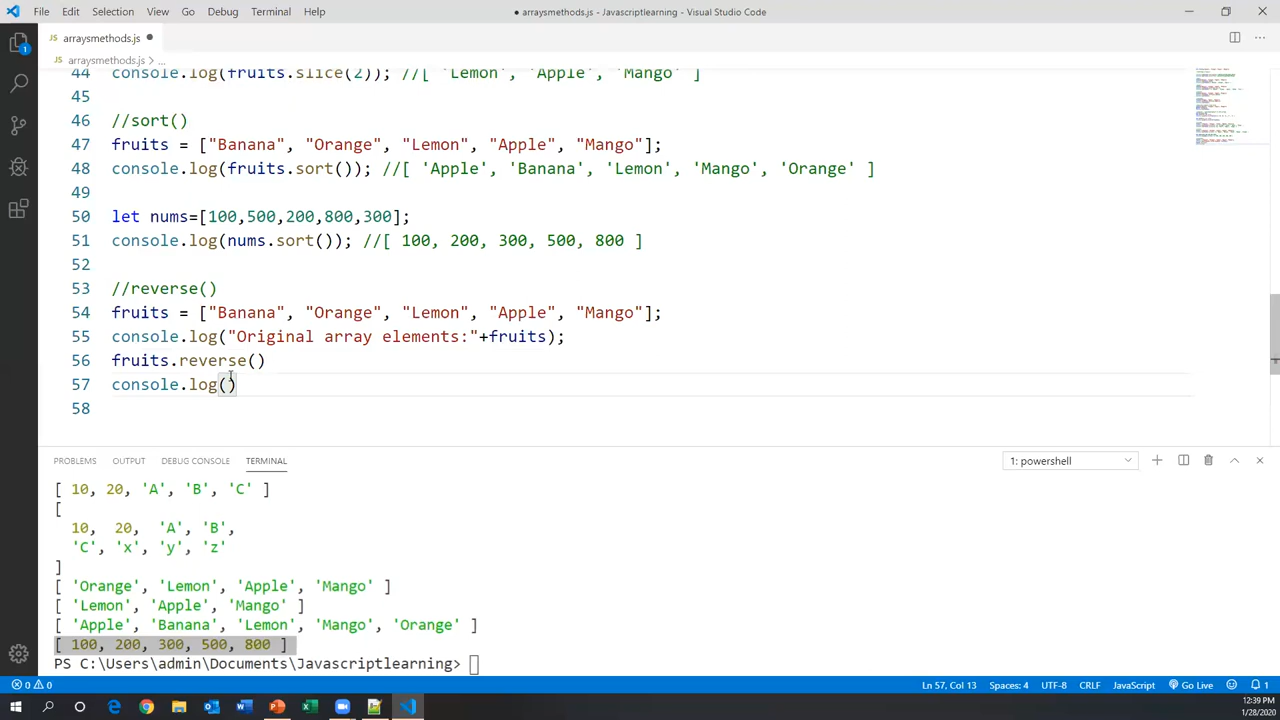 File Edit Selection View Go Debug Terminal Help
● arraysmethods.js - Javascriptlearning - Visual Studio Code
JS arraysmethods.js ●
JS arraysmethods.js > ...
44 console.log(fruits.slice(2)); //[ 'Lemon', 'Apple', 'Mango' ]
45
46 //sort()
47 fruits = ["Banana", "Orange", "Lemon", "Apple", "Mango"];
48 console.log(fruits.sort()); //[ 'Apple', 'Banana', 'Lemon', 'Mango', 'Orange' ]
49
50 let nums=[100,500,200,800,300];
51 console.log(nums.sort()); //[ 100, 200, 300, 500, 800 ]
52
53 //reverse()
54 fruits = ["Banana", "Orange", "Lemon", "Apple", "Mango"];
55 console.log("Original array elements:"+fruits);
56 fruits.reverse()
57 console.log()
58
PROBLEMS OUTPUT DEBUG CONSOLE TERMINAL 1: powershell
[ 10, 20, 'A', 'B', 'C' ]
[
10, 20, 'A', 'B',
'C', 'x', 'y', 'z'
]
[ 'Orange', 'Lemon', 'Apple', 'Mango' ]
[ 'Lemon', 'Apple', 'Mango' ]
[ 'Apple', 'Banana', 'Lemon', 'Mango', 'Orange' ]
[ 100, 200, 300, 500, 800 ]
PS C:\Users\admin\Documents\Javascriptlearning>
0 0 Ln 57, Col 13 Spaces: 4 UTF-8 CRLF JavaScript Go Live 1
12:39 PM
1/28/2020